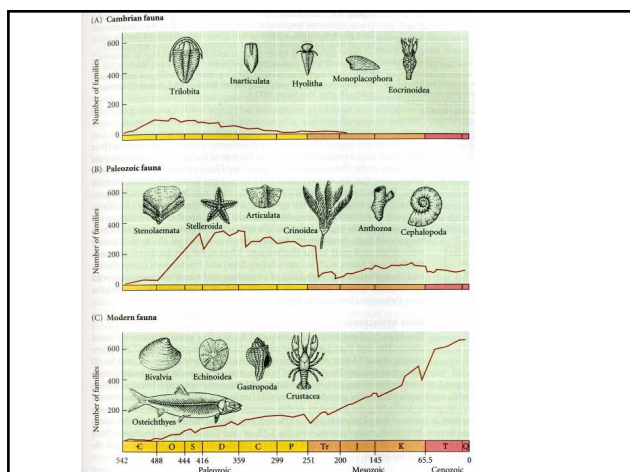 (A) Cambrian fauna
Number of families
600
400
200
0
Trilobita
Inarticulata
Hyolitha
Monoplacophora
Eocrinoidea
(B) Paleozoic fauna
Number of families
600
400
200
0
Stenolaemata
Stelleroida
Articulata
Crinoidea
Anthozoa
Cephalopoda
(C) Modern fauna
Number of families
600
400
200
Bivalvia
Echinoidea
Gastropoda
Crustacea
Osteichthyes
Є O S D C P Tr J K T Q
542 488 444 416 359 299 251 200 145 65.5 0
Paleozoic Mesozoic Cenozoic